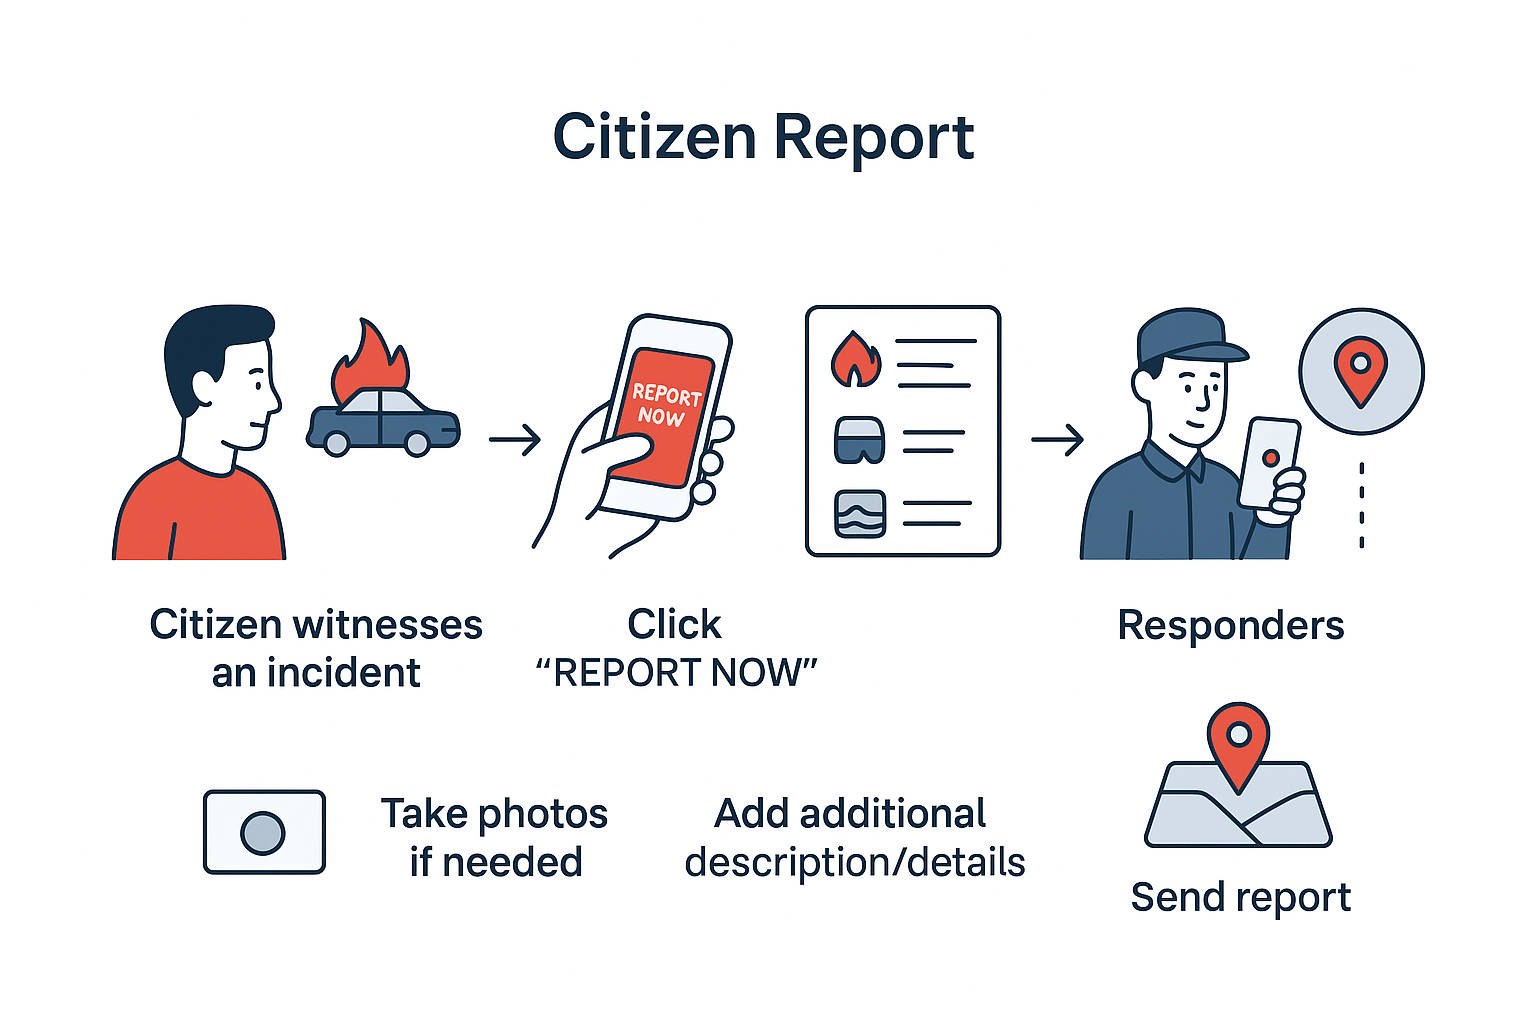 Citizen Report
REPORT
NOW
Citizen witnesses
an incident
Click
“REPORT NOW”
Responders
Take photos
if needed
Add additional
description/details
Send report